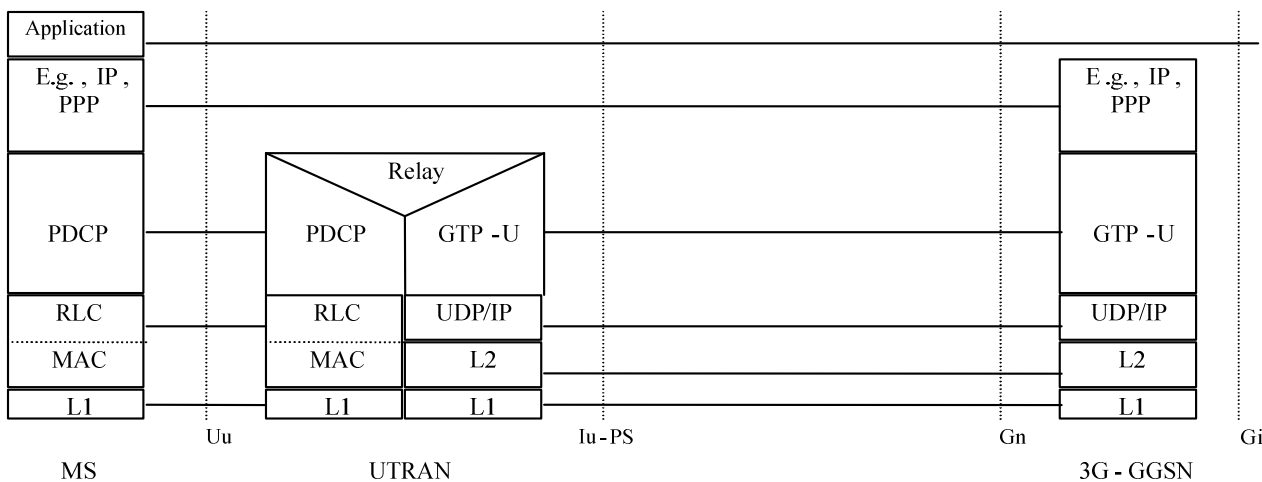 Application
E.g. , IP ,
PPP
E.g. , IP ,
PPP
Relay
PDCP
PDCP
GTP - U
GTP - U
RLC
RLC
UDP/IP
UDP/IP
MAC
MAC
L2
L2
L1
L1
L1
L1
Uu
Iu-PS
Gn
Gi
MS
UTRAN
3G - GGSN